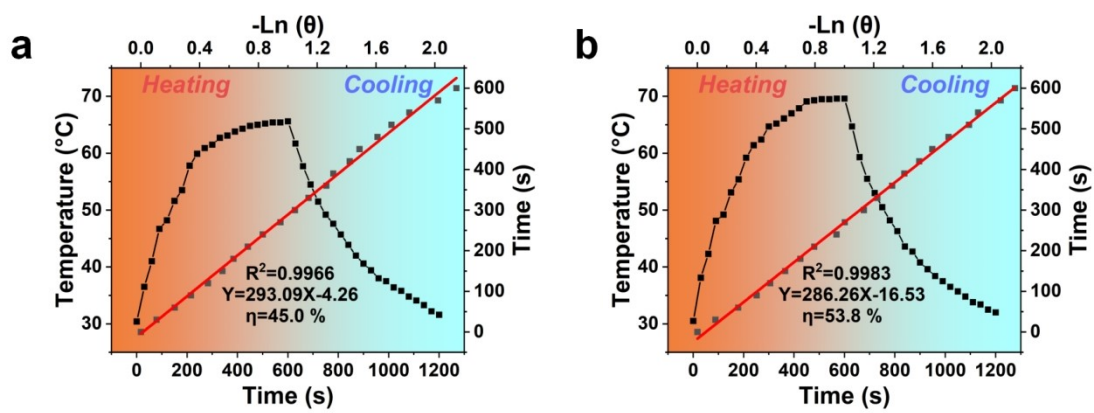 a
-Ln (θ)
0.0 0.4 0.8 1.2 1.6 2.0
Heating
Cooling
Temperature (°C)
70
60
50
40
30
R²=0.9966
Y=293.09X-4.26
η=45.0 %
600
500
400
300
200
100
0
Time (s)
0 200 400 600 800 1000 1200
Time (s)
b
-Ln (θ)
0.0 0.4 0.8 1.2 1.6 2.0
Heating
Cooling
Temperature (°C)
70
60
50
40
30
R²=0.9983
Y=286.26X-16.53
η=53.8 %
600
500
400
300
200
100
0
Time (s)
0 200 400 600 800 1000 1200
Time (s)